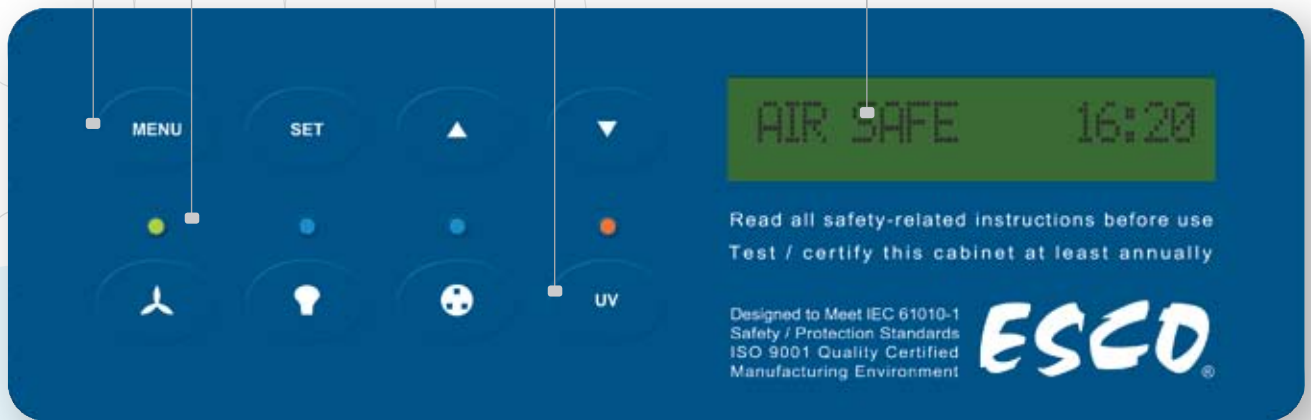 MENU SET ▲ ▼
UV
AIR SAFE 16:20
Read all safety-related instructions before use
Test / certify this cabinet at least annually
Designed to Meet IEC 61010-1
Safety / Protection Standards
ISO 9001 Quality Certified
Manufacturing Environment
ESCO®